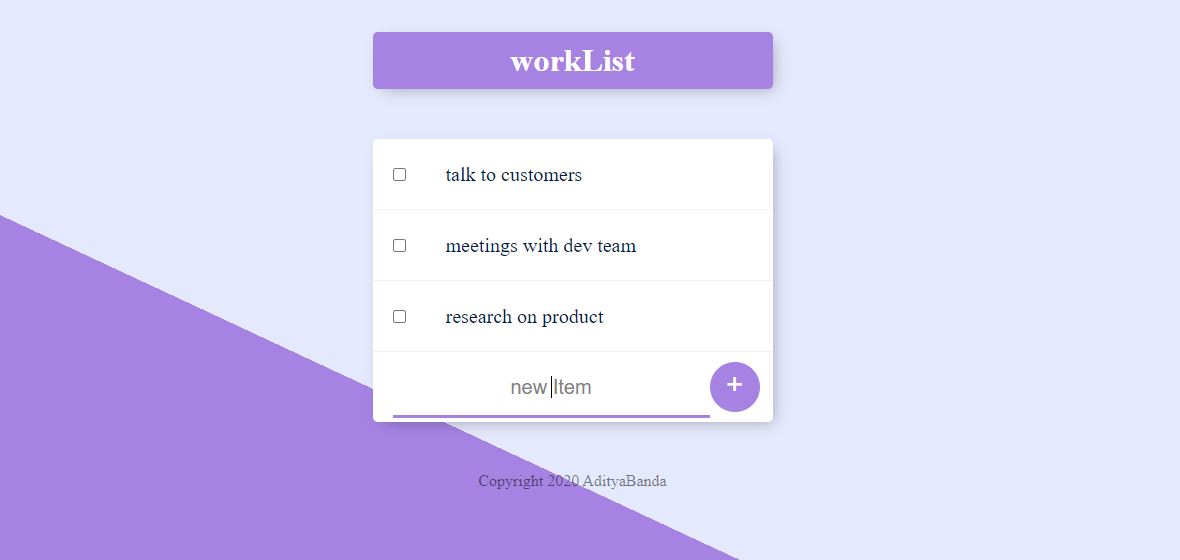 workList
talk to customers
meetings with dev team
research on product
new Item
+
Copyright 2020 AdityaBanda